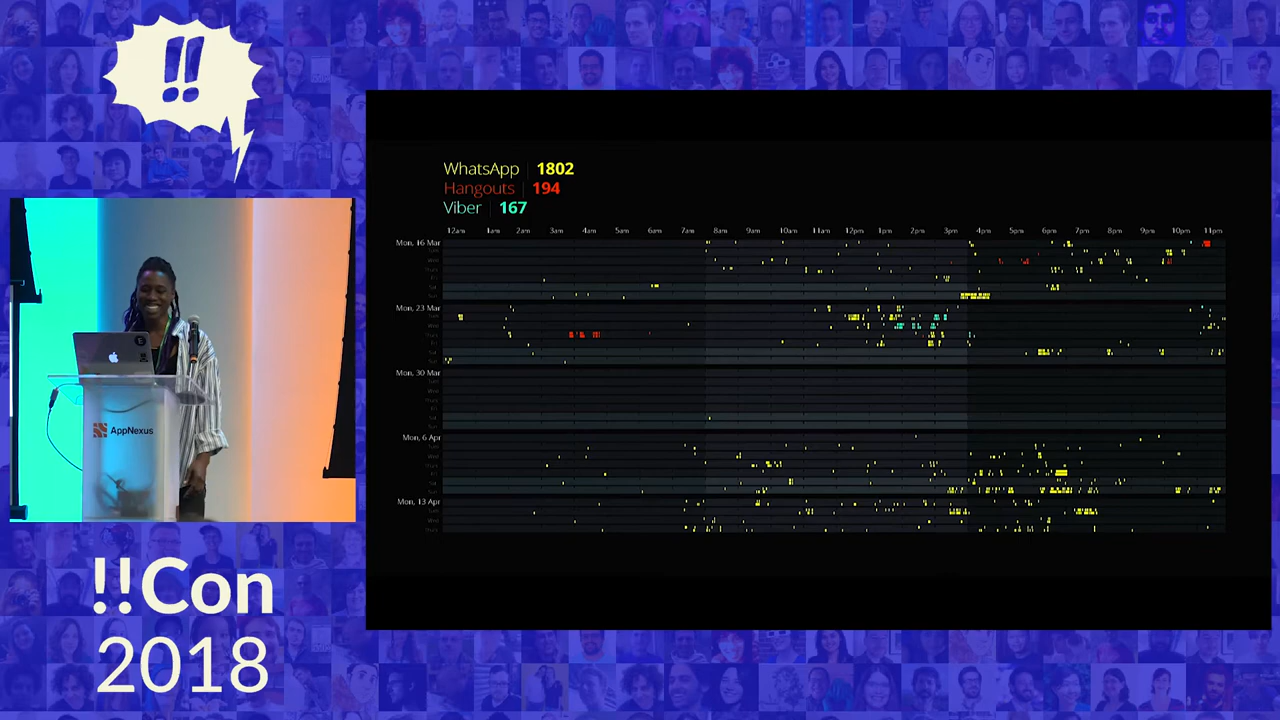 !!
WhatsApp 1802
Hangouts 194
Viber 167
12am 1am 2am 3am 4am 5am 6am 7am 8am 9am 10am 11am 12pm 1pm 2pm 3pm 4pm 5pm 6pm 7pm 8pm 9pm 10pm 11pm
Mon, 16 Mar
Mon, 23 Mar
Mon, 30 Mar
Mon, 6 Apr
Mon, 13 Apr
AppNexus
!!Con
2018